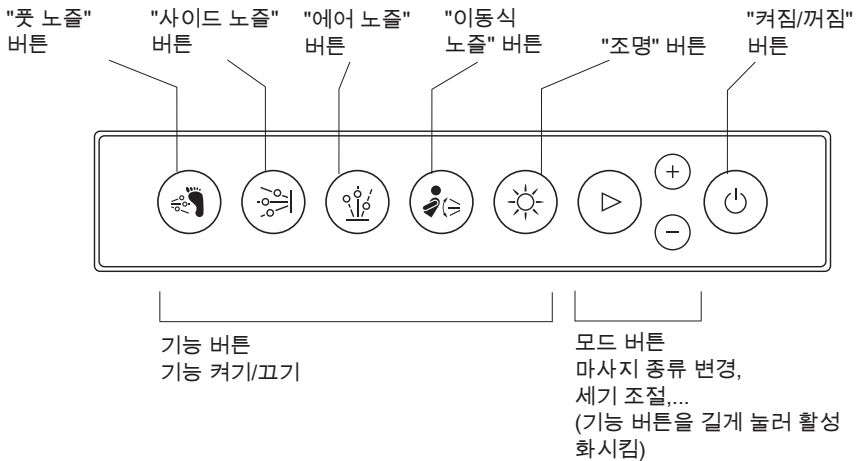 "풋 노즐"
버튼
"사이드 노즐"
버튼
"에어 노즐"
버튼
"이동식
노즐" 버튼
"조명" 버튼
"켜짐/꺼짐"
버튼
기능 버튼
기능 켜기/끄기
모드 버튼
마사지 종류 변경,
세기 조절,...
(기능 버튼을 길게 눌러 활성
화시킴)